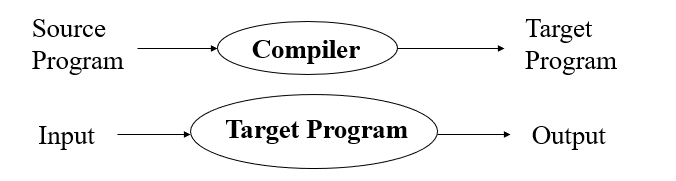 Source
Program
Compiler
Target
Program
Input
Target Program
Output